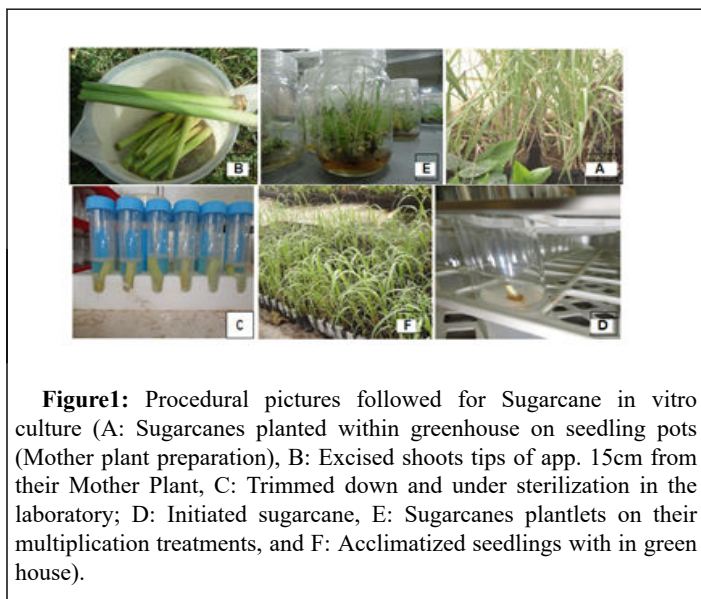 B
E
A
C
F
D
Figure1: Procedural pictures followed for Sugarcane in vitro
culture (A: Sugarcanes planted within greenhouse on seedling pots
(Mother plant preparation), B: Excised shoots tips of app. 15cm from
their Mother Plant, C: Trimmed down and under sterilization in the
laboratory; D: Initiated sugarcane, E: Sugarcanes plantlets on their
multiplication treatments, and F: Acclimatized seedlings with in green
house).